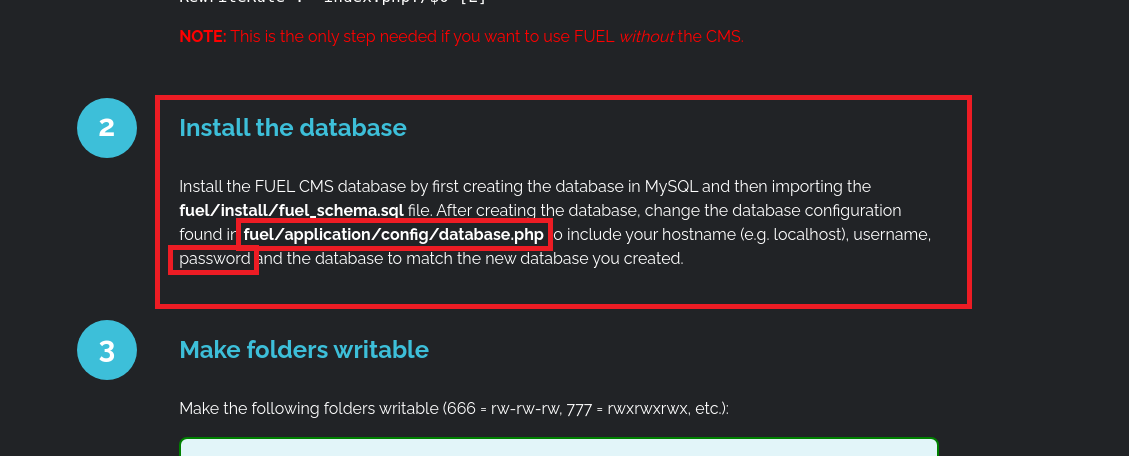 NOTE: This is the only step needed if you want to use FUEL without the CMS.
2
Install the database
Install the FUEL CMS database by first creating the database in MySQL and then importing the
fuel/install/fuel_schema.sql file. After creating the database, change the database configuration
found in fuel/application/config/database.php to include your hostname (e.g. localhost), username,
password and the database to match the new database you created.
3
Make folders writable
Make the following folders writable (666 = rw-rw-rw, 777 = rwxrwxrwx, etc.):